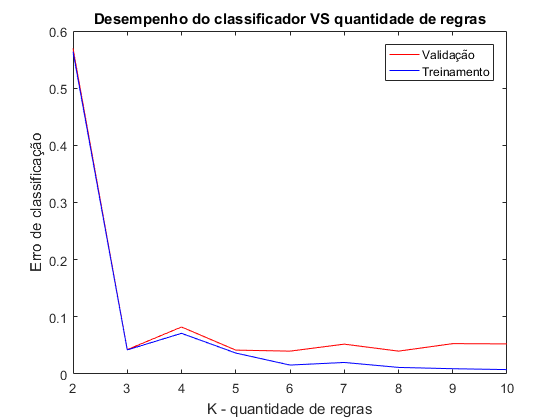 Desempenho do classificador VS quantidade de regras
Validação
Treinamento
Erro de classificação
0.6
0.5
0.4
0.3
0.2
0.1
0
2 3 4 5 6 7 8 9 10
K - quantidade de regras